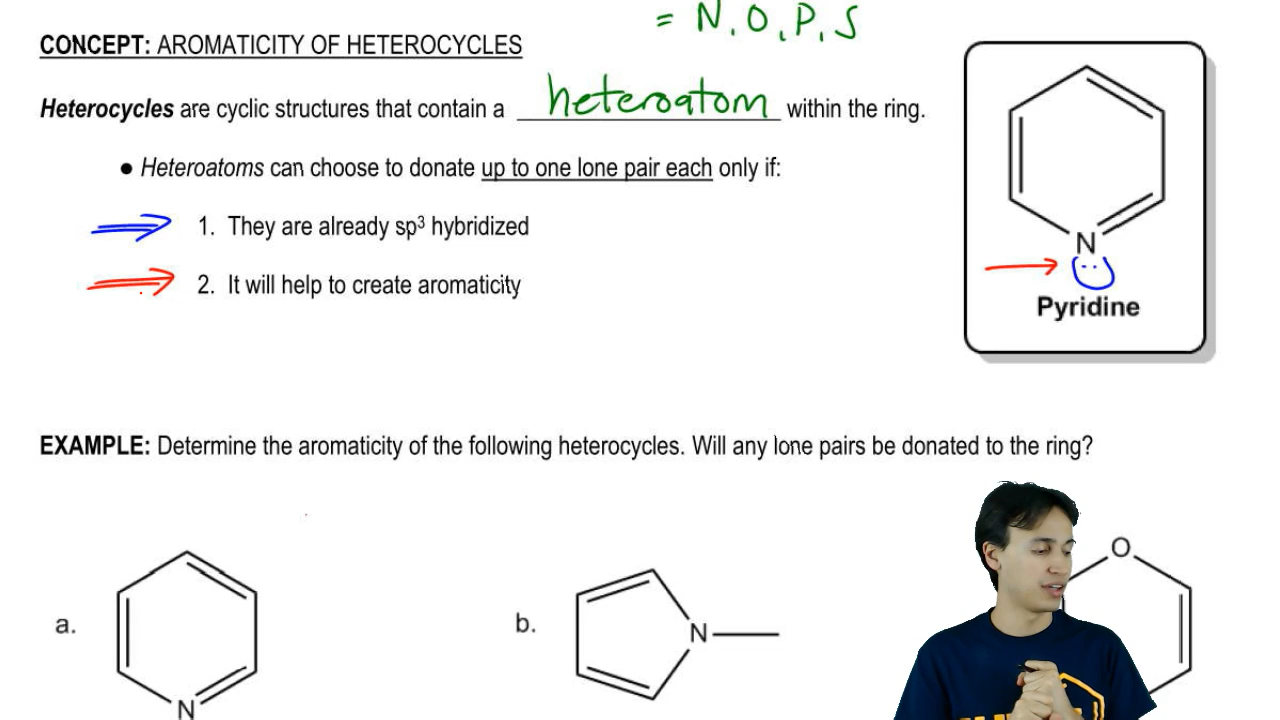 = N, O, P, S
CONCEPT: AROMATICITY OF HETEROCYCLES
Heterocycles are cyclic structures that contain a heteroatom within the ring.
● Heteroatoms can choose to donate up to one lone pair each only if:
1. They are already sp³ hybridized
2. It will help to create aromaticity
N
Pyridine
EXAMPLE: Determine the aromaticity of the following heterocycles. Will any lone pairs be donated to the ring?
a.
N
b.
N
O